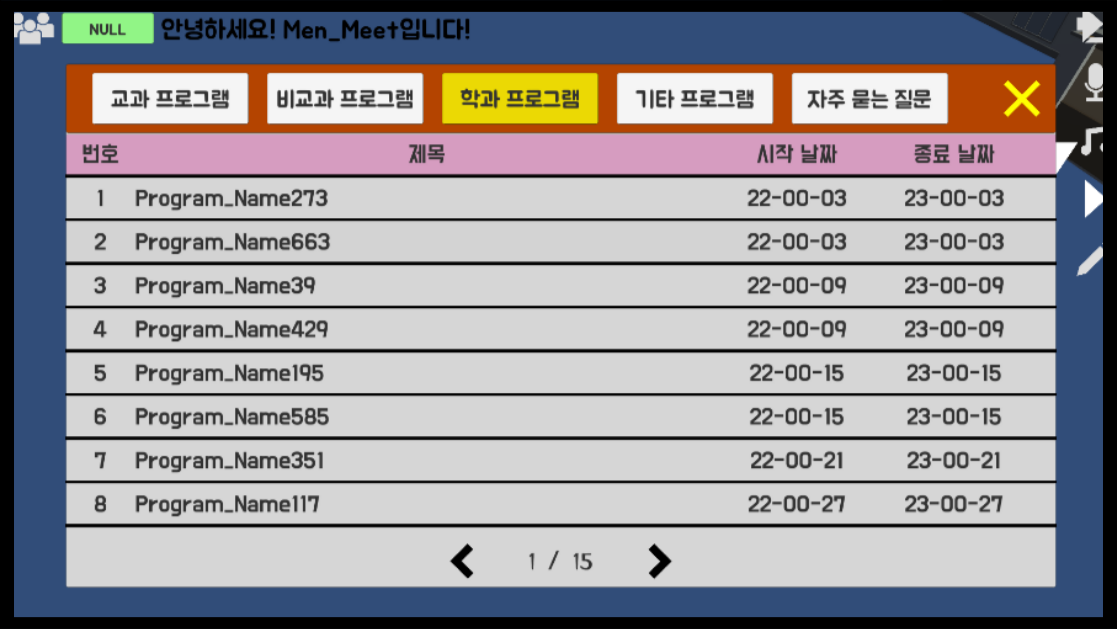 NULL 안녕하세요! Men_Meet입니다!
교과 프로그램 비교과 프로그램 학과 프로그램 기타 프로그램 자주 묻는 질문
번호 제목 시작 날짜 종료 날짜
1 Program_Name273 22-00-03 23-00-03
2 Program_Name663 22-00-03 23-00-03
3 Program_Name39 22-00-09 23-00-09
4 Program_Name429 22-00-09 23-00-09
5 Program_Name195 22-00-15 23-00-15
6 Program_Name585 22-00-15 23-00-15
7 Program_Name351 22-00-21 23-00-21
8 Program_Name117 22-00-27 23-00-27
1 / 15